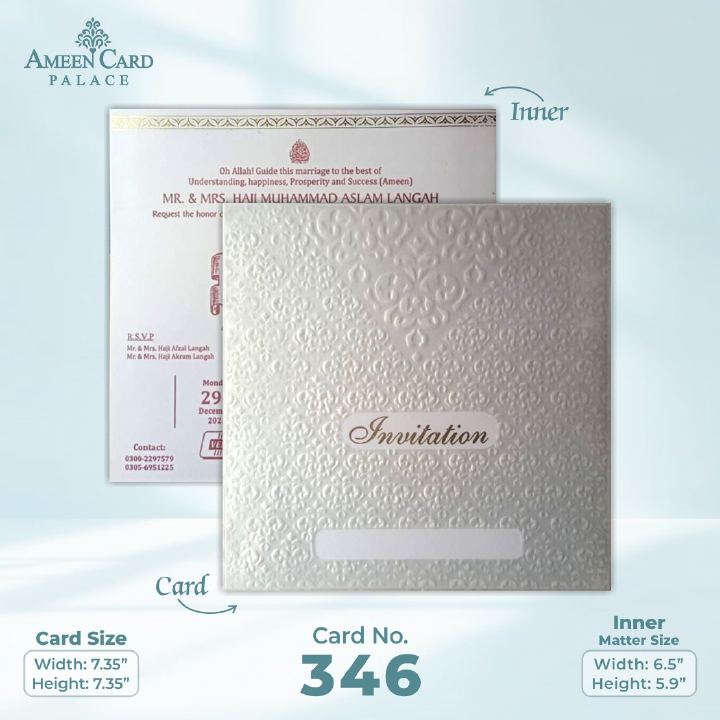 AMEEN CARD
PALACE
Inner
Oh Allah! Guide this marriage to the best of
Understanding, happiness, Prosperity and Success (Ameen)
MR. & MRS. HAJI MUHAMMAD ASLAM LANGAH
Request the honor
R.S.V.P
Mr. & Mrs. Haji Afzal Langah
Mr. & Mrs. Haji Akram Langah
29
Contact:
0300-2297579
0305-6951225
Invitation
Card
Card Size
Width: 7.35”
Height: 7.35”
Card No.
346
Inner
Matter Size
Width: 6.5”
Height: 5.9”